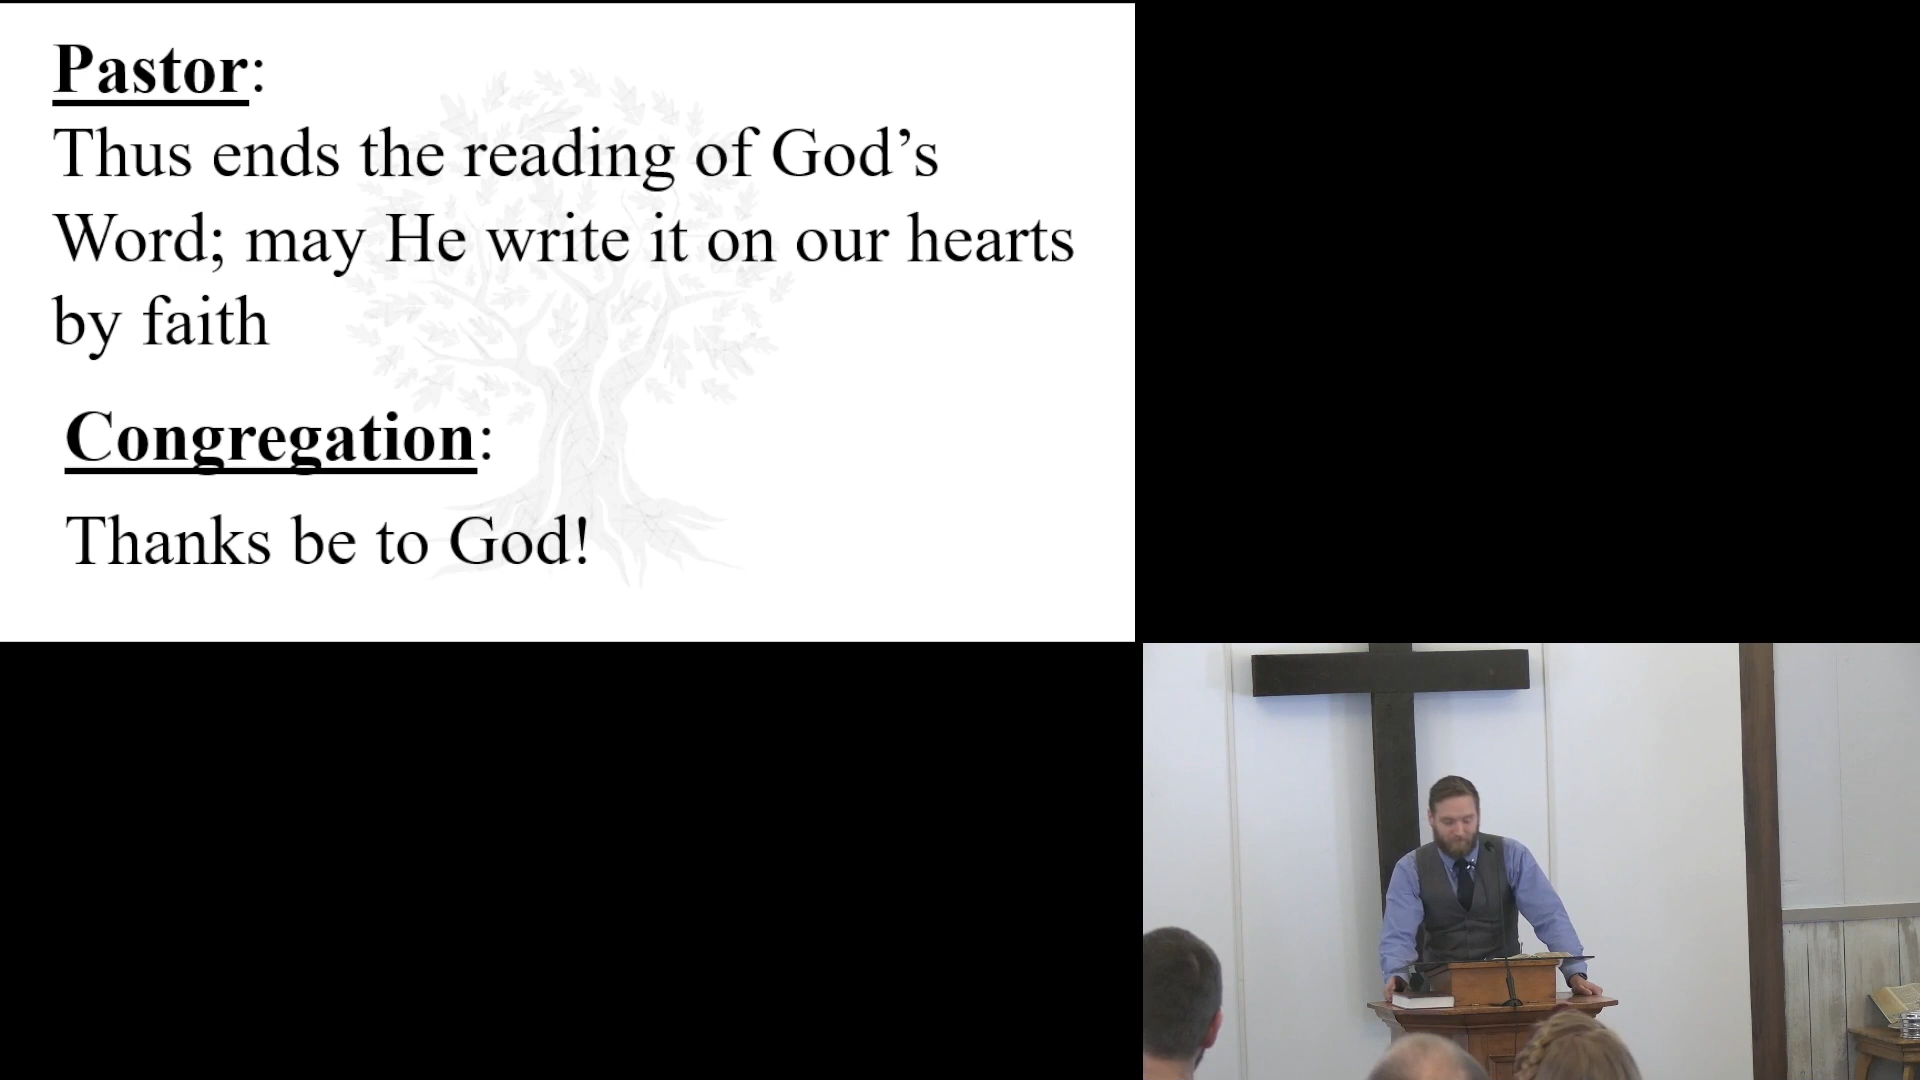 Pastor:
Thus ends the reading of God’s
Word; may He write it on our hearts
by faith
Congregation:
Thanks be to God!